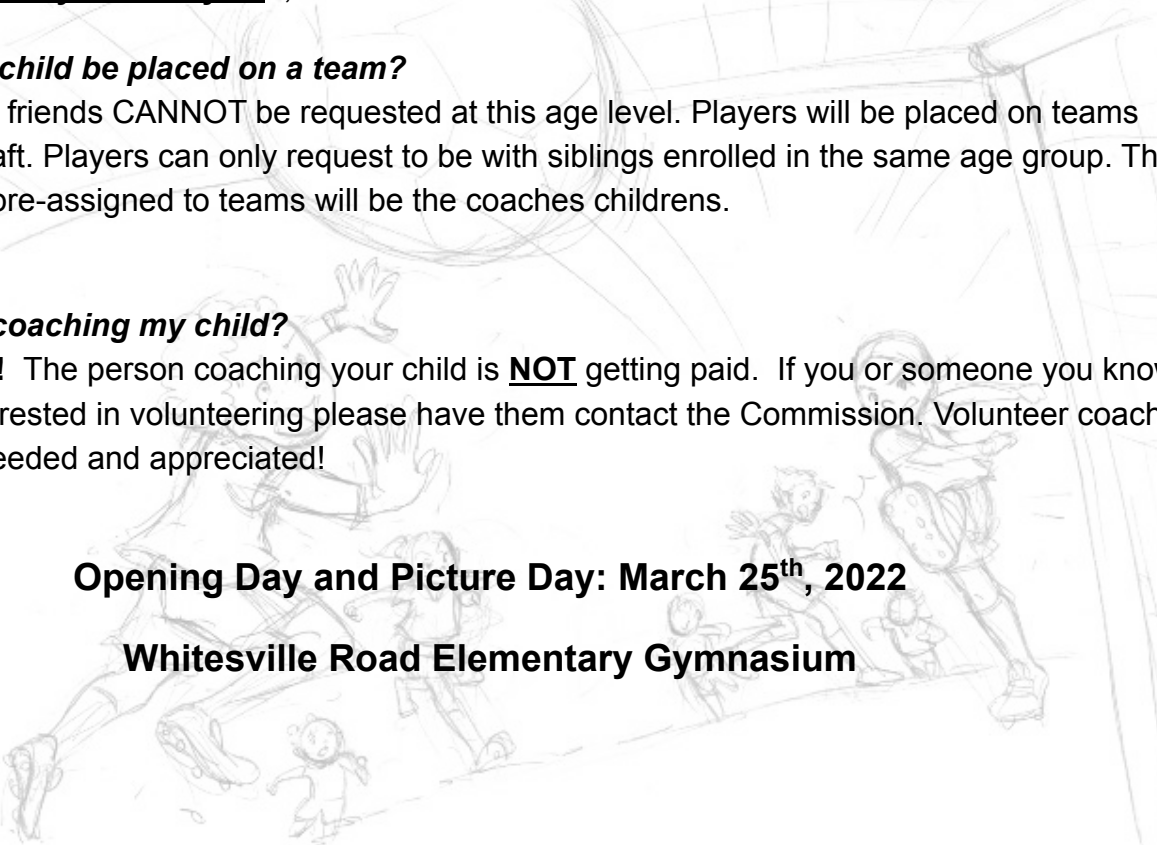 child be placed on a team?
friends CANNOT be requested at this age level. Players will be placed on teams
aft. Players can only request to be with siblings enrolled in the same age group. Th
pre-assigned to teams will be the coaches childrens.
coaching my child?
! The person coaching your child is NOT getting paid. If you or someone you know
rested in volunteering please have them contact the Commission. Volunteer coach
eeded and appreciated!
Opening Day and Picture Day: March 25th, 2022
Whitesville Road Elementary Gymnasium